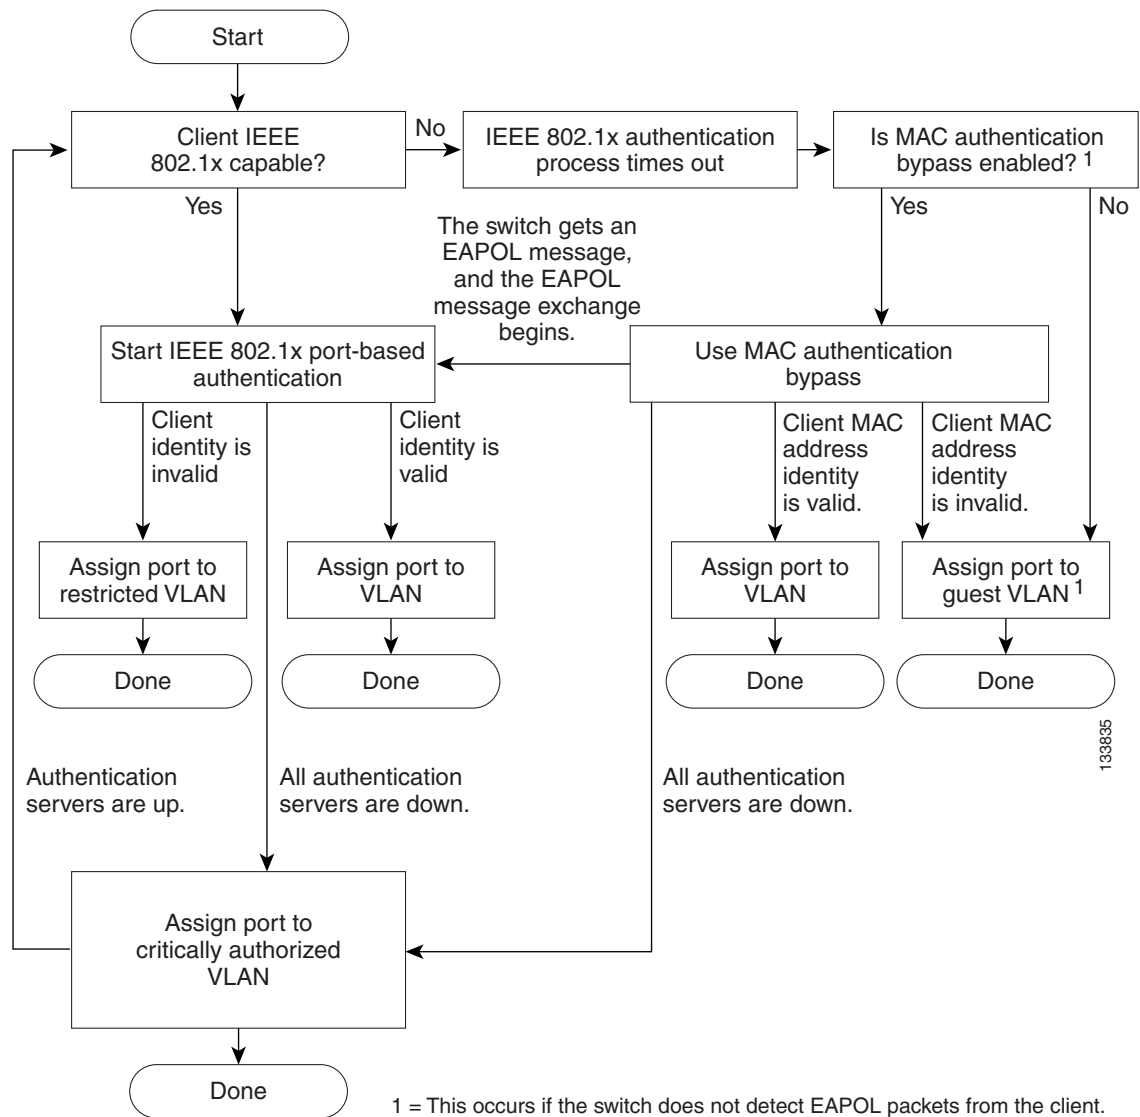 Start
Client IEEE
802.1x capable?
No
IEEE 802.1x authentication
process times out
Is MAC authentication
bypass enabled? 1
Yes
The switch gets an
EAPOL message,
and the EAPOL
message exchange
begins.
Yes
No
Start IEEE 802.1x port-based
authentication
Use MAC authentication
bypass
Client
identity is
invalid
Client
identity is
valid
Client MAC
address
identity
is valid.
Client MAC
address
identity
is invalid.
Assign port to
restricted VLAN
Assign port to
VLAN
Assign port to
VLAN
Assign port to
guest VLAN 1
Done
Done
Done
Done
133835
Authentication
servers are up.
All authentication
servers are down.
All authentication
servers are down.
Assign port to
critically authorized
VLAN
Done
1 = This occurs if the switch does not detect EAPOL packets from the client.